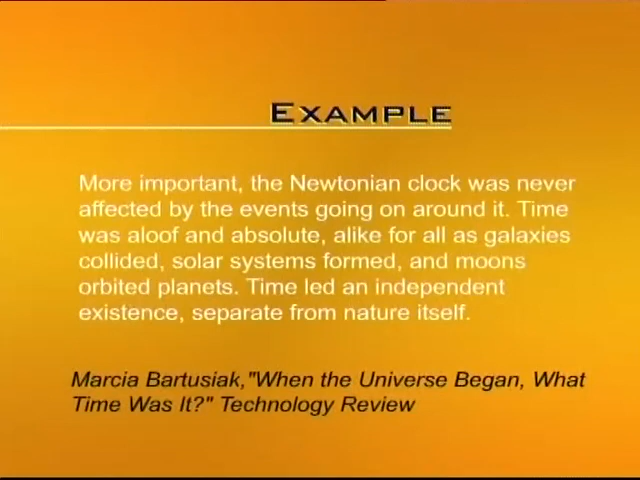 EXAMPLE
More important, the Newtonian clock was never
affected by the events going on around it. Time
was aloof and absolute, alike for all as galaxies
collided, solar systems formed, and moons
orbited planets. Time led an independent
existence, separate from nature itself.
Marcia Bartusiak,"When the Universe Began, What
Time Was It?" Technology Review